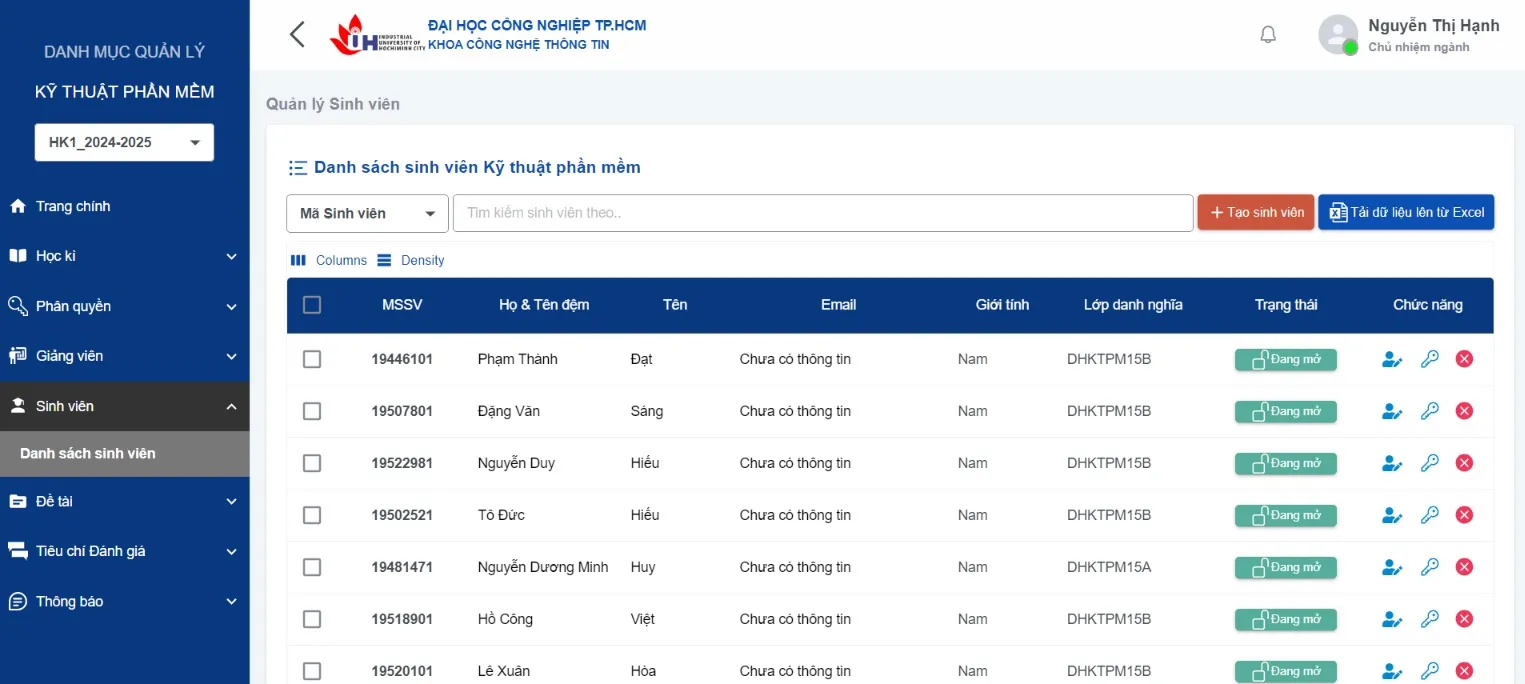 DANH MỤC QUẢN LÝ
KỸ THUẬT PHẦN MỀM
HK1_2024-2025
Trang chính
Học kì
Phân quyền
Giảng viên
Sinh viên
Danh sách sinh viên
Đề tài
Tiêu chí Đánh giá
Thông báo
IUH INDUSTRIAL UNIVERSITY OF HOCHIMINH CITY
ĐẠI HỌC CÔNG NGHIỆP TP.HCM
KHOA CÔNG NGHỆ THÔNG TIN
Nguyễn Thị Hạnh
Chủ nhiệm ngành
Quản lý Sinh viên
Danh sách sinh viên Kỹ thuật phần mềm
Mã Sinh viên Tìm kiếm sinh viên theo.. + Tạo sinh viên Tải dữ liệu lên từ Excel
Columns Density
MSSV Họ & Tên đệm Tên Email Giới tính Lớp danh nghĩa Trạng thái Chức năng
19446101 Phạm Thành Đạt Chưa có thông tin Nam DHKTPM15B Đang mở
19507801 Đặng Văn Sáng Chưa có thông tin Nam DHKTPM15B Đang mở
19522981 Nguyễn Duy Hiếu Chưa có thông tin Nam DHKTPM15B Đang mở
19502521 Tô Đức Hiếu Chưa có thông tin Nam DHKTPM15B Đang mở
19481471 Nguyễn Dương Minh Huy Chưa có thông tin Nam DHKTPM15A Đang mở
19518901 Hồ Công Việt Chưa có thông tin Nam DHKTPM15B Đang mở
19520101 Lê Xuân Hòa Chưa có thông tin Nam DHKTPM15B Đang mở